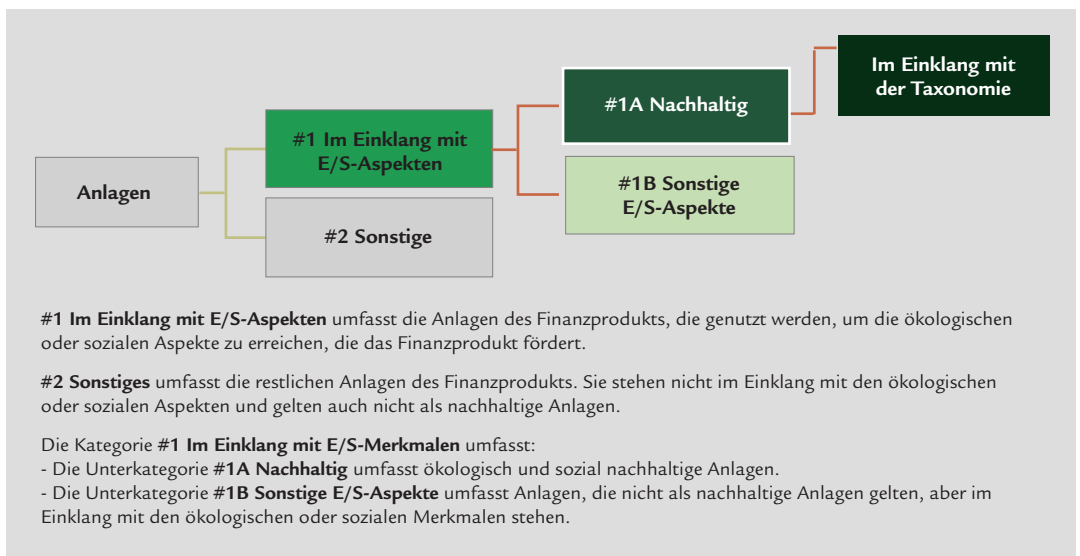 Im Einklang mit
der Taxonomie
#1A Nachhaltig
#1 Im Einklang mit
E/S-Aspekten
#1B Sonstige
E/S-Aspekte
Anlagen
#2 Sonstige
#1 Im Einklang mit E/S-Aspekten umfasst die Anlagen des Finanzprodukts, die genutzt werden, um die ökologischen
oder sozialen Aspekte zu erreichen, die das Finanzprodukt fördert.
#2 Sonstiges umfasst die restlichen Anlagen des Finanzprodukts. Sie stehen nicht im Einklang mit den ökologischen
oder sozialen Aspekten und gelten auch nicht als nachhaltige Anlagen.
Die Kategorie #1 Im Einklang mit E/S-Merkmalen umfasst:
- Die Unterkategorie #1A Nachhaltig umfasst ökologisch und sozial nachhaltige Anlagen.
- Die Unterkategorie #1B Sonstige E/S-Aspekte umfasst Anlagen, die nicht als nachhaltige Anlagen gelten, aber im
Einklang mit den ökologischen oder sozialen Merkmalen stehen.